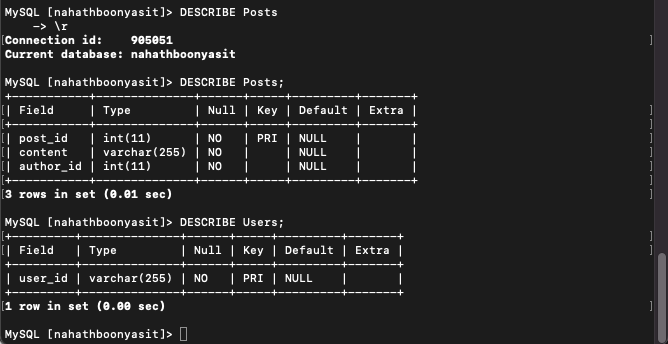 MySQL [nahathboonyasit]> DESCRIBE Posts
    -> \r
[Connection id:    905051                                                                  ]
Current database: nahathboonyasit

MySQL [nahathboonyasit]> DESCRIBE Posts;
+-----------+--------------+------+-----+---------+-------+
[| Field     | Type         | Null | Key | Default | Extra |                                 ]
+-----------+--------------+------+-----+---------+-------+
[| post_id   | int(11)      | NO   | PRI | NULL    |       |                                 ]
[| content   | varchar(255) | NO   |     | NULL    |       |                                 ]
[| author_id | int(11)      | NO   |     | NULL    |       |                                 ]
+-----------+--------------+------+-----+---------+-------+
3 rows in set (0.01 sec)

MySQL [nahathboonyasit]> DESCRIBE Users;
+---------+--------------+------+-----+---------+-------+
[| Field   | Type         | Null | Key | Default | Extra |                                   ]
+---------+--------------+------+-----+---------+-------+
[| user_id | varchar(255) | NO   | PRI | NULL    |       |                                   ]
+---------+--------------+------+-----+---------+-------+
[1 row in set (0.00 sec)                                                                   ]

MySQL [nahathboonyasit]>